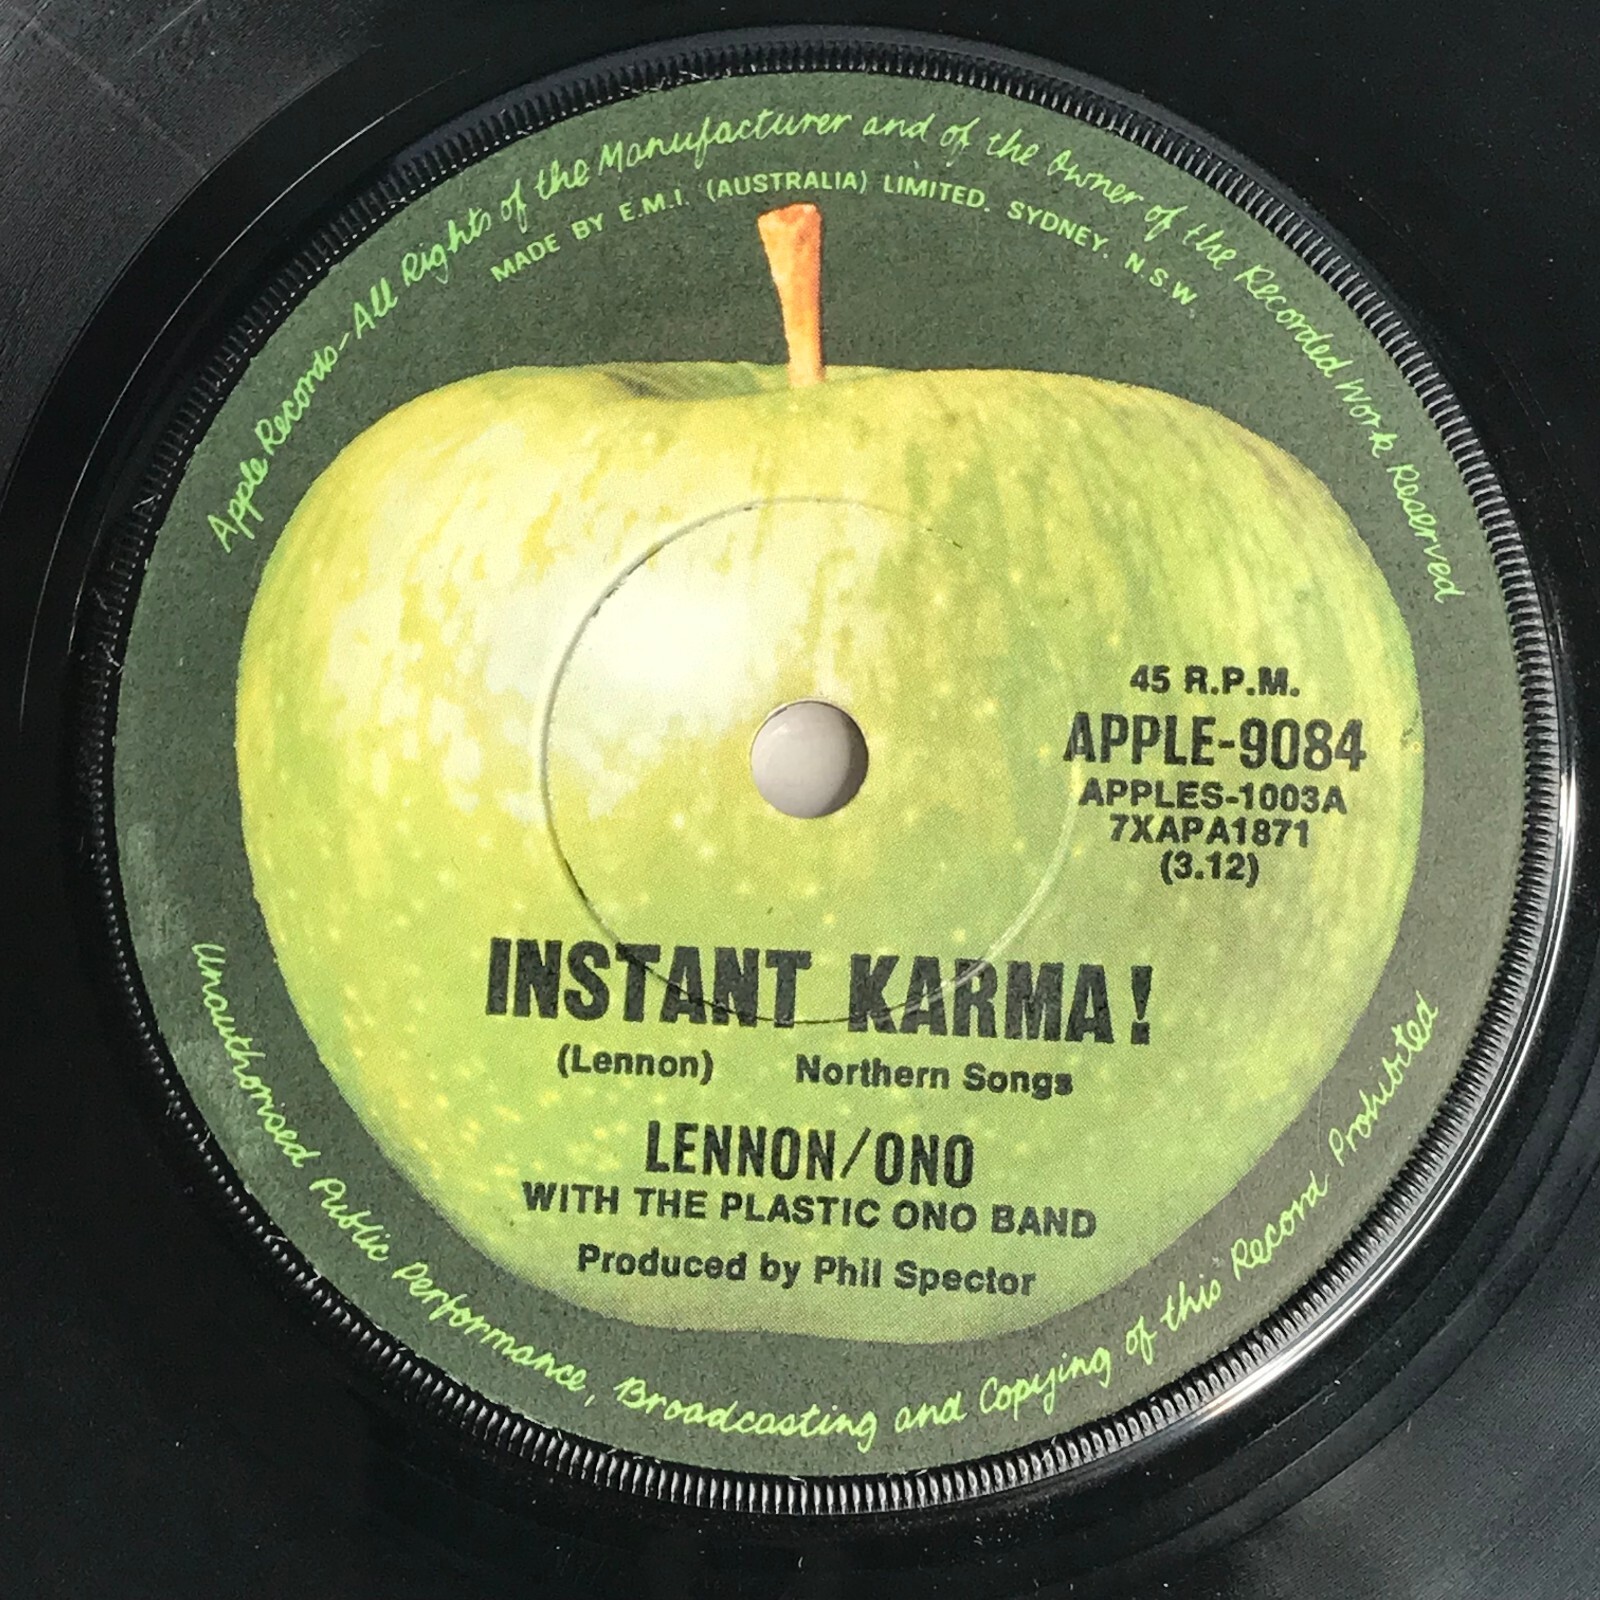 Apple Records-All Rights of the Manufacturer and of the Owner of the Recorded Work Reserved
MADE BY E.M.I. (AUSTRALIA) LIMITED. SYDNEY. N.S.W.
45 R.P.M.
APPLE-9084
APPLES-1003A
7XAPA1871
(3.12)
INSTANT KARMA!
(Lennon) Northern Songs
LENNON/ONO
WITH THE PLASTIC ONO BAND
Produced by Phil Spector
Unauthorised Public Performance, Broadcasting and Copying of this Record Prohibited